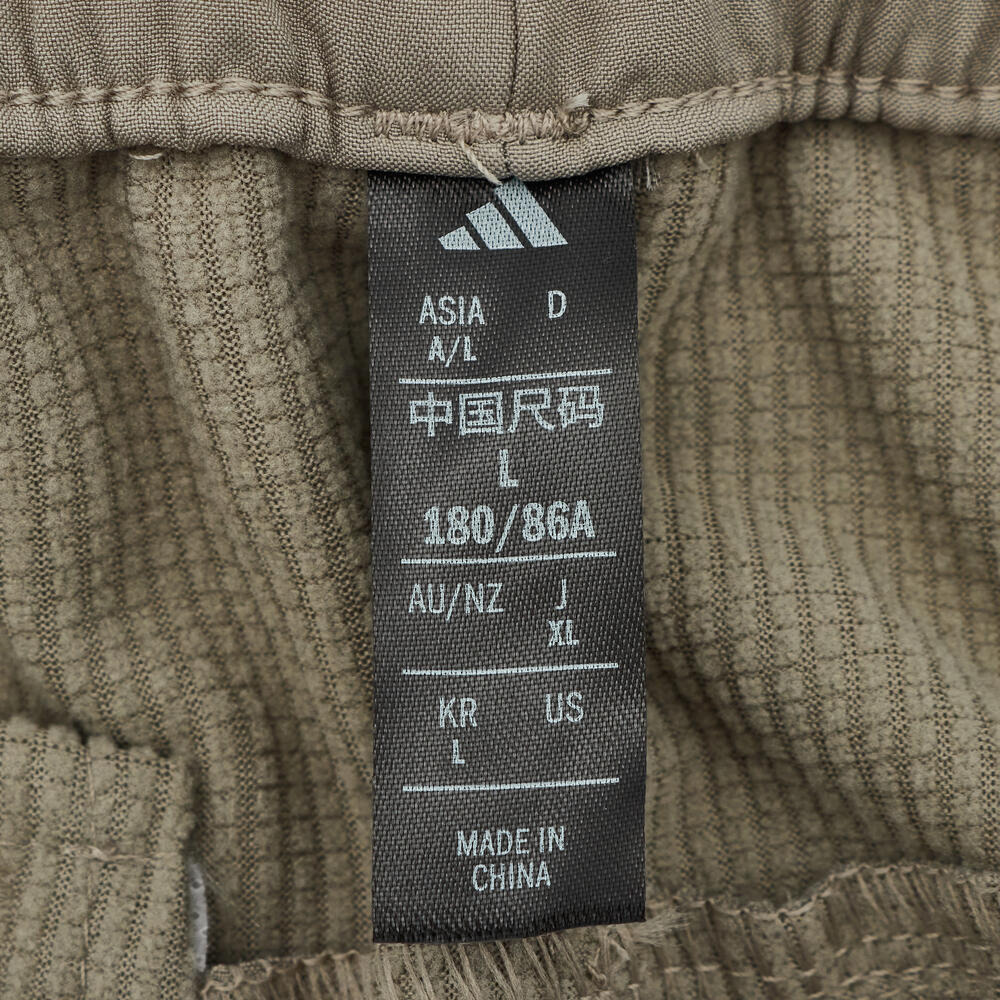 ASIA D
A/L
中国尺码
L
180/86A
AU/NZ J
XL
KR US
L
MADE IN
CHINA